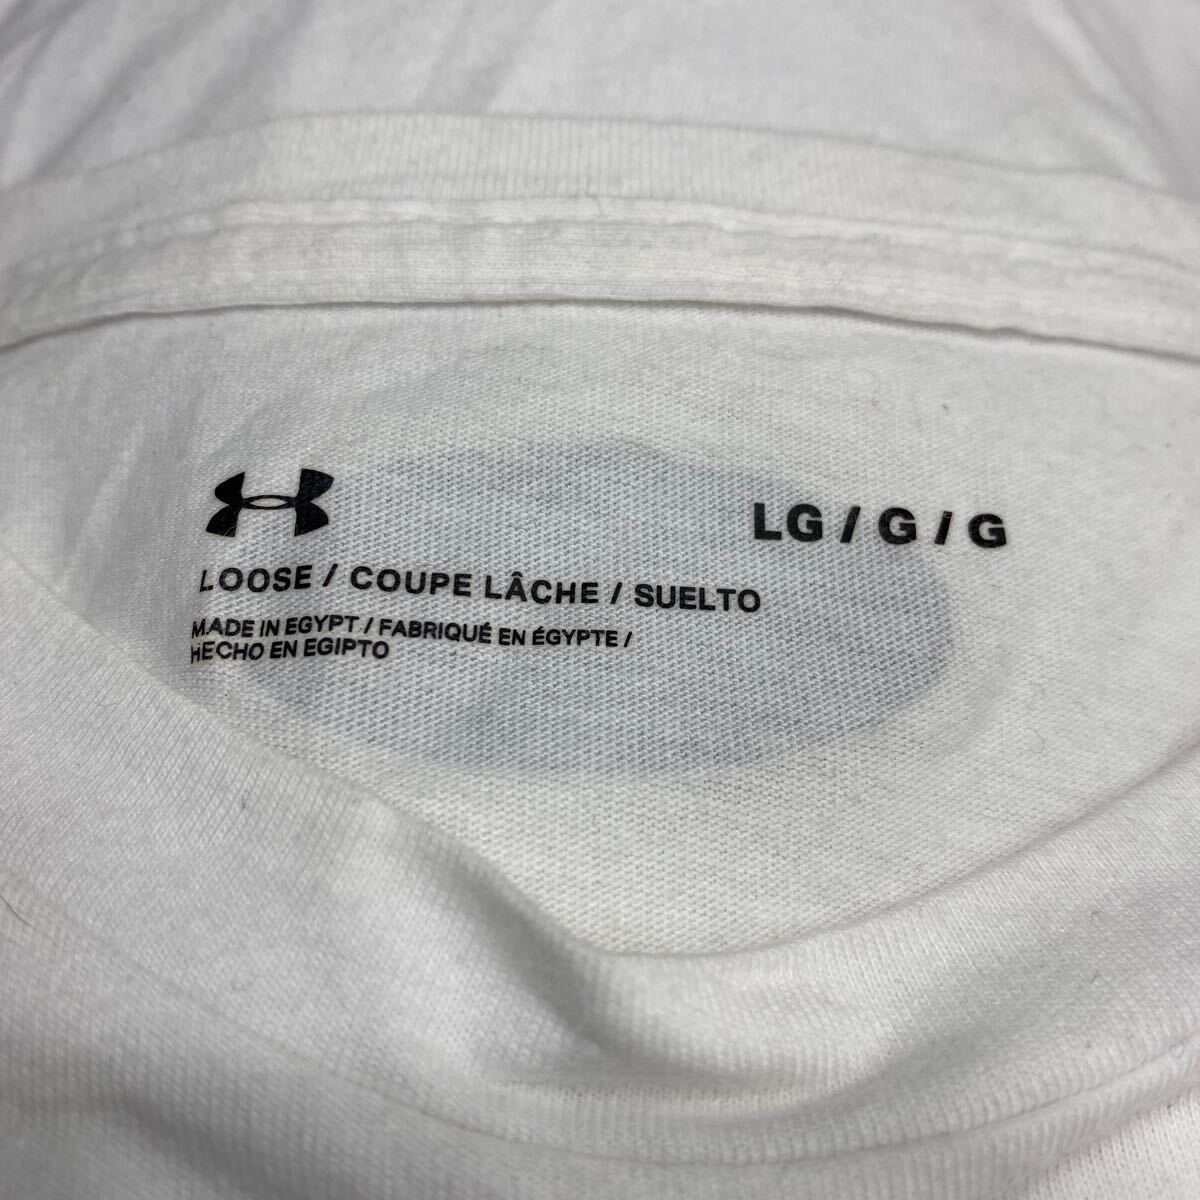 LG / G / G
LOOSE / COUPE LÂCHE / SUELTO
MADE IN EGYPT / FABRIQUÉ EN ÉGYPTE /
HECHO EN EGIPTO